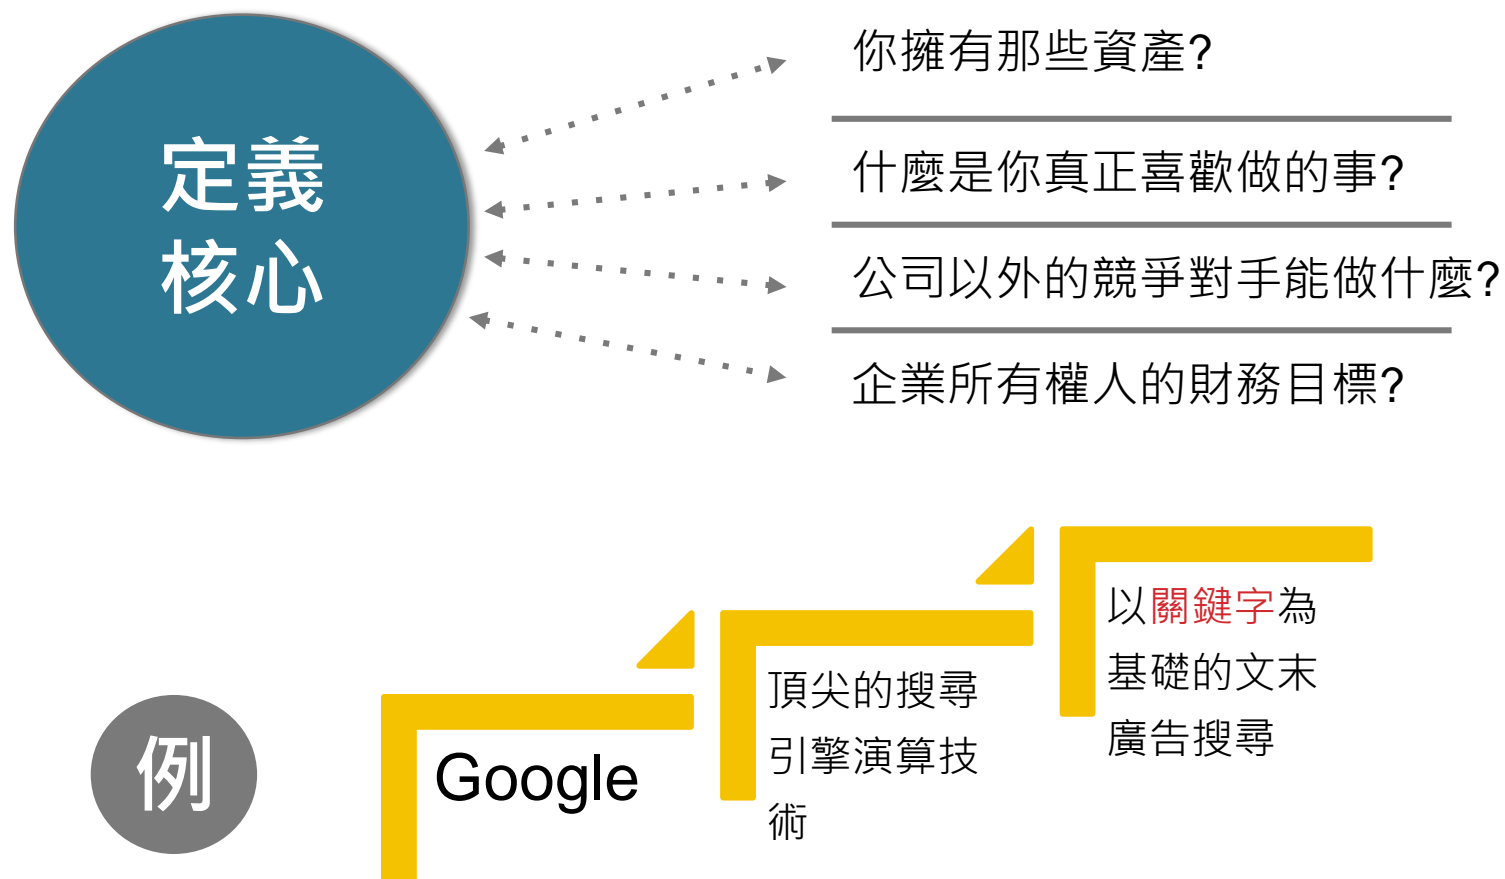 定義
核心
你擁有那些資產?
什麼是你真正喜歡做的事?
公司以外的競爭對手能做什麼?
企業所有權人的財務目標?
例
Google
頂尖的搜尋
引擎演算技
術
以關鍵字為
基礎的文末
廣告搜尋